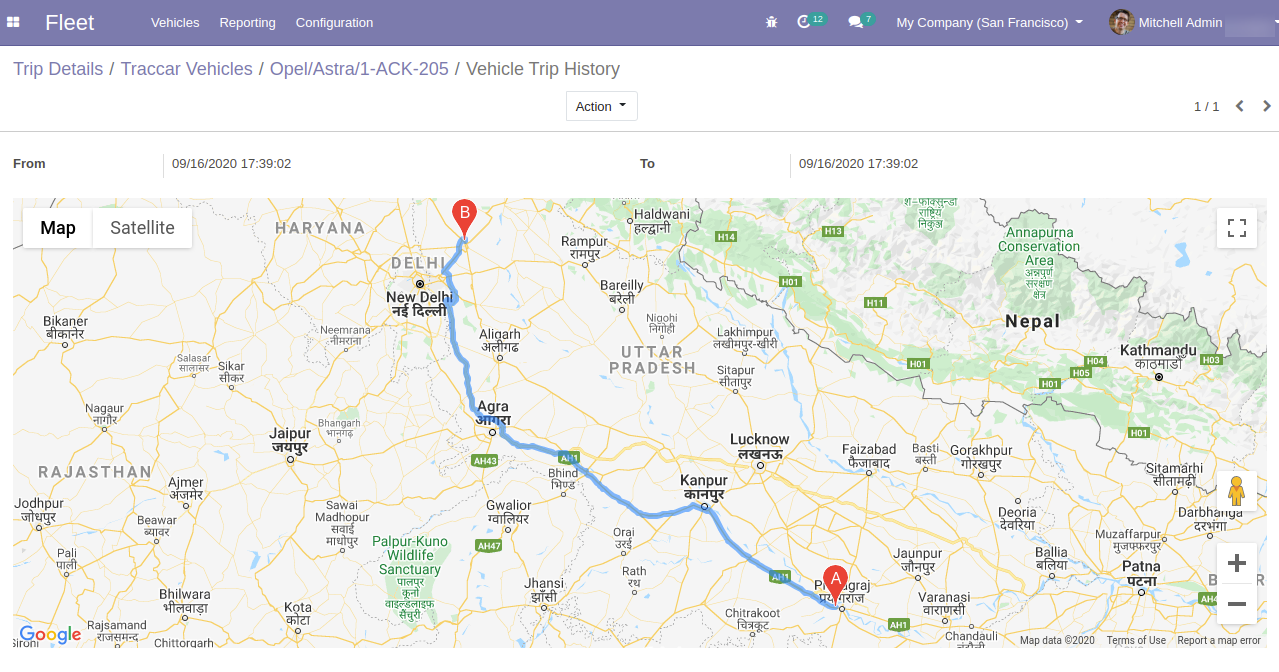 Fleet Vehicles Reporting Configuration 12 7 My Company (San Francisco) Mitchell Admin
Trip Details / Traccar Vehicles / Opel/Astra/1-ACK-205 / Vehicle Trip History
Action 1 / 1
From 09/16/2020 17:39:02 To 09/16/2020 17:39:02
Map Satellite
B
HARYANA
DELHI
New Delhi
नई दिल्ली
Haldwani
हल्द्वानी
Rampur
रामपुर
Bareilly
बरेली
H14
H13
शे-फोक्सुन्डो
राष्ट्रिय
निकुञ्ज
Annapurna
Conservation
Area
अन्नपूर्ण
संरक्षण
क्षेत्र
H01
H11
Nepal
Bikaner
बीकानेर
Neemrana
नीमराना
Aligarh
अलीगढ़
Nigohi
निगोही
Lakhimpur
लखीमपुर-खीरी
UTTAR
PRADESH
Salasar
सालासर
Sikar
सीकर
Sitapur
सीतापुर
H01
H04
H05
H01
Kathmandu
काठमाडौँ
H03
H01
Nagaur
नागौर
Bhangarh
भानगढ़
Agra
आगरा
Jaipur
जयपुर
AH43
AH1
Lucknow
लखनऊ
Faizabad
फैजाबाद
Basti
बस्ती
Gorakhpur
गोरखपुर
RAJASTHAN
Ajmer
अजमेर
Bhind
भिण्ड
Kanpur
कानपुर
Sitamarhi
सीतामढ़ी
Jodhpur
जोधपुर
Beawar
ब्यावर
Sawai
Madhopur
सवाई
माधोपुर
Gwalior
ग्वालियर
Orai
उरई
Deoria
देवरिया
Darbhanga
दरभंगा
Pali
पाली
Palpur-Kuno
Wildlife
Sanctuary
पालपुर
कूनो
वाइल्डलाइफ
सैंचुरी
AH47
Muzaffarpur
मुजफ्फरपुर
Ballia
बलिया
Jaunpur
जौनपुर
Patna
पटना
Rath
रथ
AH1
A
Prayagraj
प्रयागराज
Bhilwara
भीलवाड़ा
Kota
कोटा
Jhansi
झाँसी
Chitrakoot
चित्रकूट
Varanasi
वाराणसी
AH1
AH4
Rajsamand
राजसमन्द
Chittorgarh
Chandauli
चंदौली
Sironi
Google
Map data ©2020 Terms of Use Report a map error